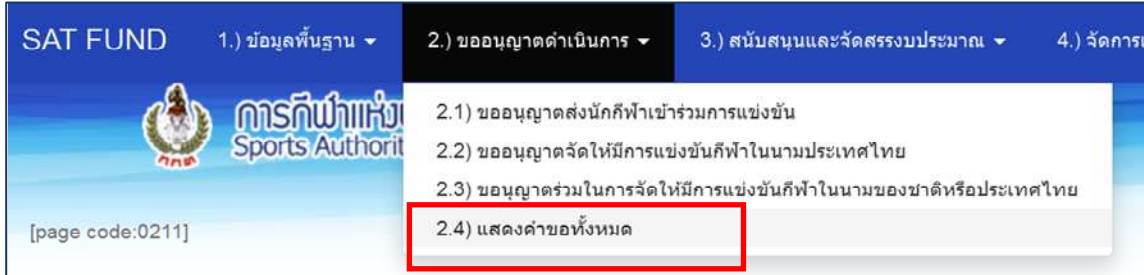 SAT FUND 1.) ข้อมูลพื้นฐาน 2.) ขออนุญาตดำเนินการ 3.) สนับสนุนและจัดสรรงบประมาณ 4.) จัดการ
การกีฬาแห่ง
Sports Authorit
กกท
2.1) ขออนุญาตส่งนักกีฬาเข้าร่วมการแข่งขัน
2.2) ขออนุญาตจัดให้มีการแข่งขันกีฬาในนามประเทศไทย
2.3) ขอนุญาตร่วมในการจัดให้มีการแข่งขันกีฬาในนามของชาติหรือประเทศไทย
2.4) แสดงคำขอทั้งหมด
[page code:0211]